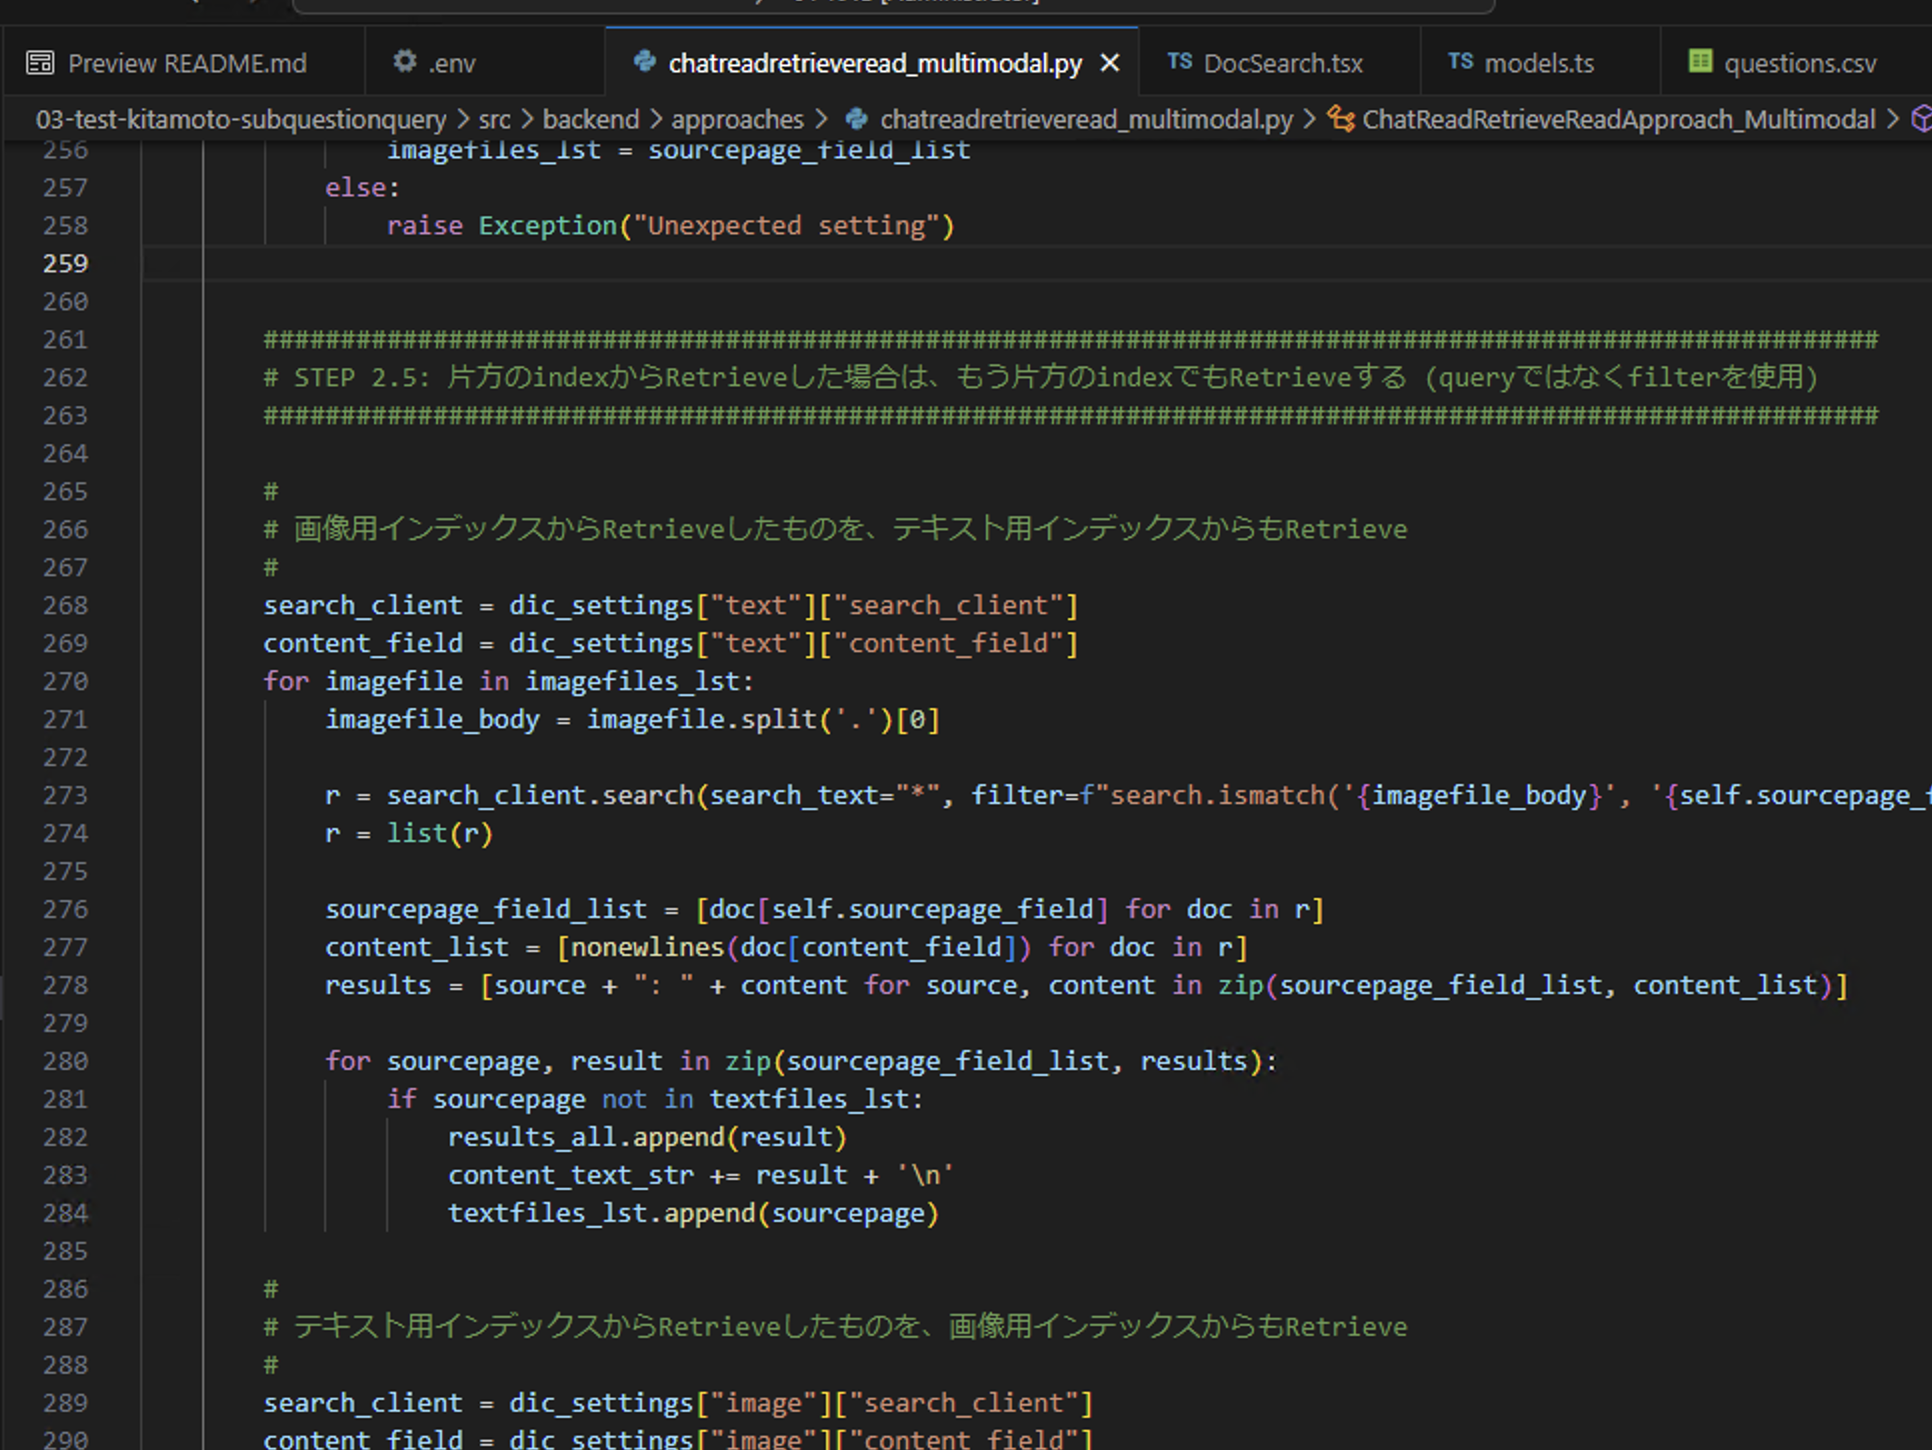 Preview README.md
.env
chatreadretrieveread_multimodal.py
TS DocSearch.tsx
TS models.ts
questions.csv
03-test-kitamoto-subquestionquery > src > backend > approaches > chatreadretrieveread_multimodal.py > ChatReadRetrieveReadApproach_Multimodal >
256 imagefiles_lst = sourcepage_field_list
257 else:
258 raise Exception("Unexpected setting")
259
260
261 #########################################################################################################
262 # STEP 2.5: 片方のindexからRetrieveした場合は、もう片方のindexでもRetrieveする (queryではなくfilterを使用)
263 #########################################################################################################
264
265 #
266 # 画像用インデックスからRetrieveしたものを、テキスト用インデックスからもRetrieve
267 #
268 search_client = dic_settings["text"]["search_client"]
269 content_field = dic_settings["text"]["content_field"]
270 for imagefile in imagefiles_lst:
271 imagefile_body = imagefile.split('.')[0]
272
273 r = search_client.search(search_text="*", filter=f"search.ismatch('{imagefile_body}', '{self.sourcepage_f
274 r = list(r)
275
276 sourcepage_field_list = [doc[self.sourcepage_field] for doc in r]
277 content_list = [nonewlines(doc[content_field]) for doc in r]
278 results = [source + ": " + content for source, content in zip(sourcepage_field_list, content_list)]
279
280 for sourcepage, result in zip(sourcepage_field_list, results):
281 if sourcepage not in textfiles_lst:
282 results_all.append(result)
283 content_text_str += result + '\n'
284 textfiles_lst.append(sourcepage)
285
286 #
287 # テキスト用インデックスからRetrieveしたものを、画像用インデックスからもRetrieve
288 #
289 search_client = dic_settings["image"]["search_client"]
290 content_field = dic_settings["image"]["content_field"]